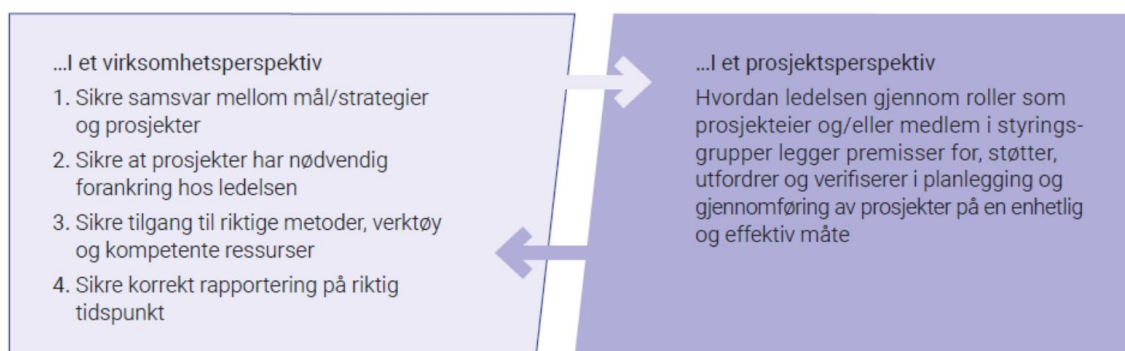 ...I et virksomhetsperspektiv
1. Sikre samsvar mellom mål/strategier
og prosjekter
2. Sikre at prosjekter har nødvendig
forankring hos ledelsen
3. Sikre tilgang til riktige metoder, verktøy
og kompetente ressurser
4. Sikre korrekt rapportering på riktig
tidspunkt
...I et prosjektsperspektiv
Hvordan ledelsen gjennom roller som
prosjekteier og/eller medlem i styrings-
grupper legger premisser for, støtter,
utfordrer og verifiserer i planlegging og
gjennomføring av prosjekter på en enhetlig
og effektiv måte